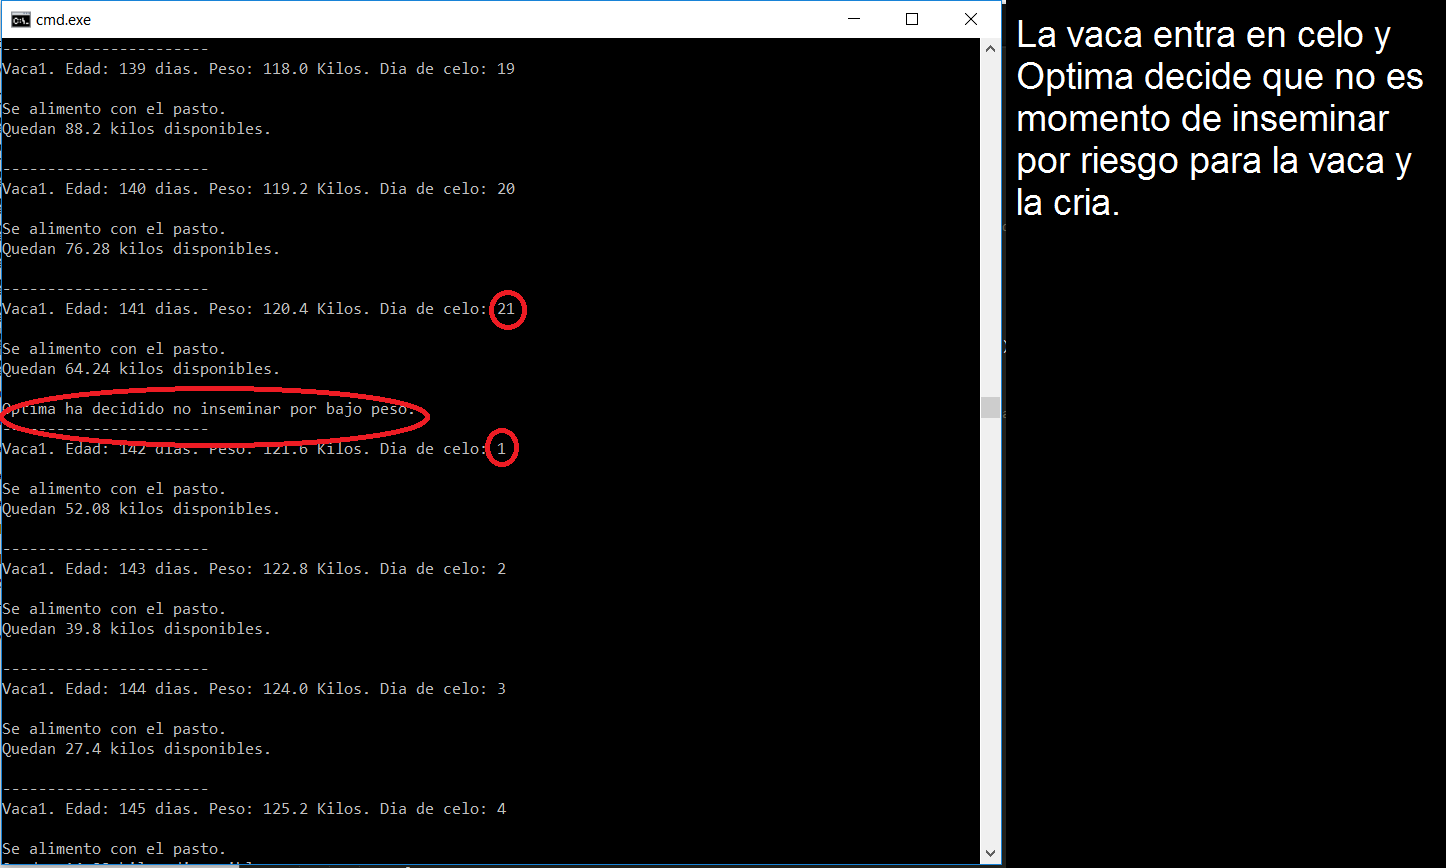 cmd.exe
-----------------------
Vaca1. Edad: 139 dias. Peso: 118.0 Kilos. Dia de celo: 19
Se alimento con el pasto.
Quedan 88.2 kilos disponibles.
-----------------------
Vaca1. Edad: 140 dias. Peso: 119.2 Kilos. Dia de celo: 20
Se alimento con el pasto.
Quedan 76.28 kilos disponibles.
-----------------------
Vaca1. Edad: 141 dias. Peso: 120.4 Kilos. Dia de celo: 21
Se alimento con el pasto.
Quedan 64.24 kilos disponibles.
Optima ha decidido no inseminar por bajo peso.
-----------------------
Vaca1. Edad: 142 dias. Peso: 121.6 Kilos. Dia de celo: 1
Se alimento con el pasto.
Quedan 52.08 kilos disponibles.
-----------------------
Vaca1. Edad: 143 dias. Peso: 122.8 Kilos. Dia de celo: 2
Se alimento con el pasto.
Quedan 39.8 kilos disponibles.
-----------------------
Vaca1. Edad: 144 dias. Peso: 124.0 Kilos. Dia de celo: 3
Se alimento con el pasto.
Quedan 27.4 kilos disponibles.
-----------------------
Vaca1. Edad: 145 dias. Peso: 125.2 Kilos. Dia de celo: 4
Se alimento con el pasto.
La vaca entra en celo y
Optima decide que no es
momento de inseminar
por riesgo para la vaca y
la cria.